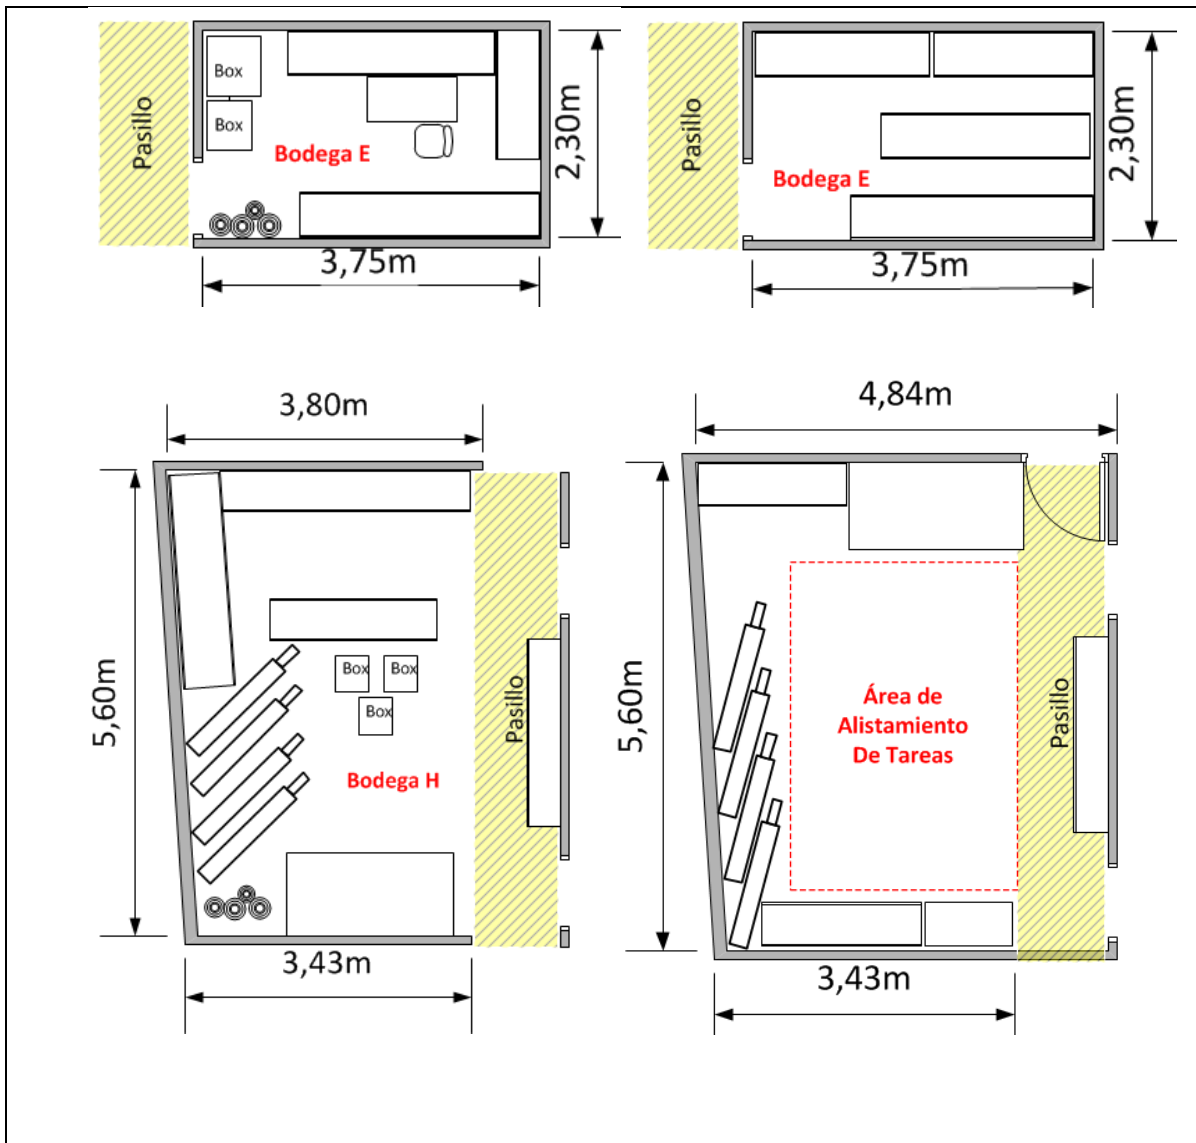 Pasillo
Box
Box
Bodega E
2,30m
3,75m
Pasillo
Bodega E
2,30m
3,75m
3,80m
5,60m
Box
Box
Box
Bodega H
Pasillo
3,43m
4,84m
5,60m
Área de
Alistamiento
De Tareas
Pasillo
3,43m